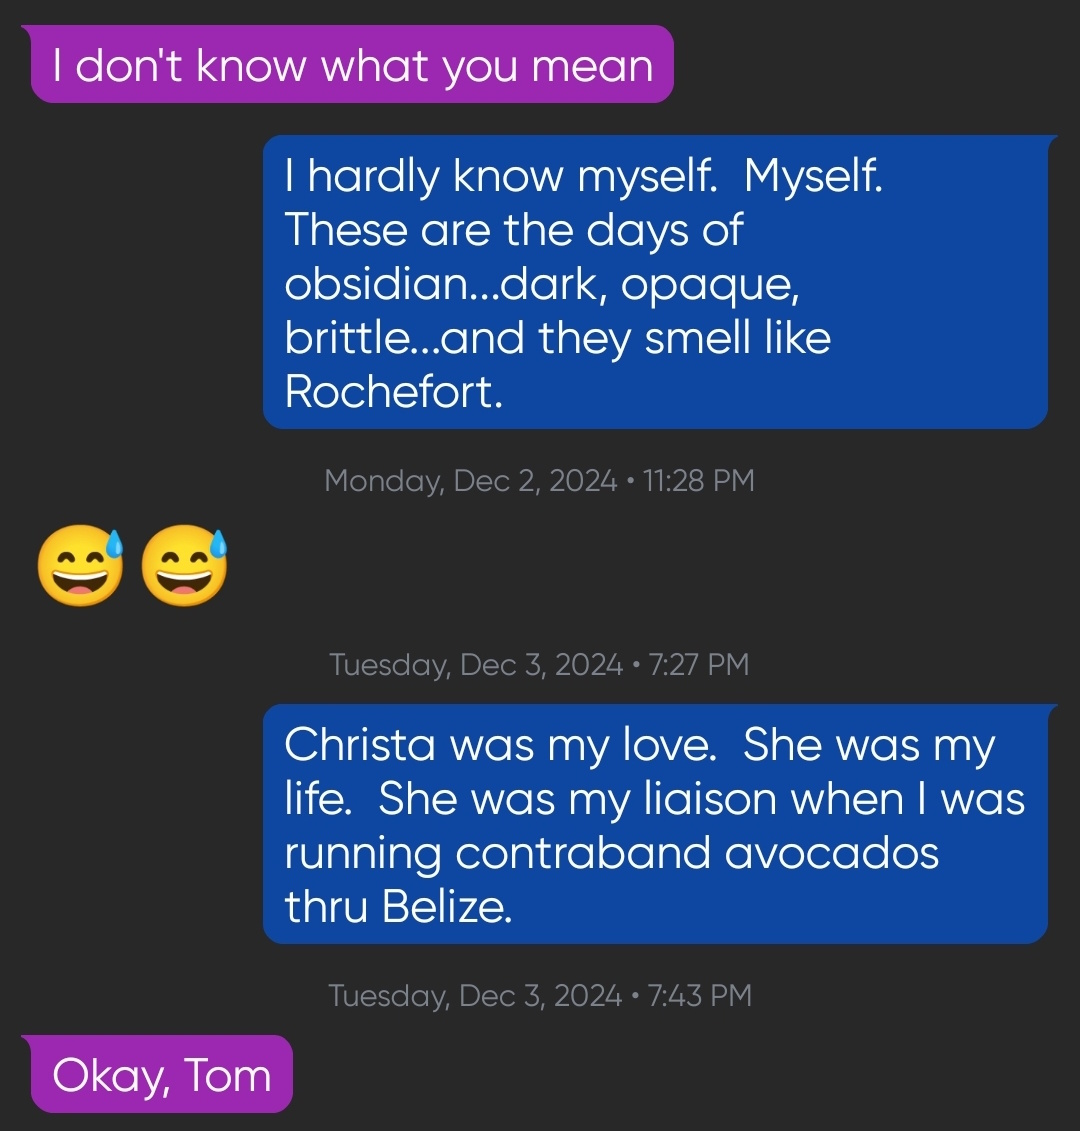 I don't know what you mean
I hardly know myself.  Myself.
These are the days of
obsidian...dark, opaque,
brittle...and they smell like
Rochefort.
Monday, Dec 2, 2024 • 11:28 PM
😅😅
Tuesday, Dec 3, 2024 • 7:27 PM
Christa was my love.  She was my
life.  She was my liaison when I was
running contraband avocados
thru Belize.
Tuesday, Dec 3, 2024 • 7:43 PM
Okay, Tom